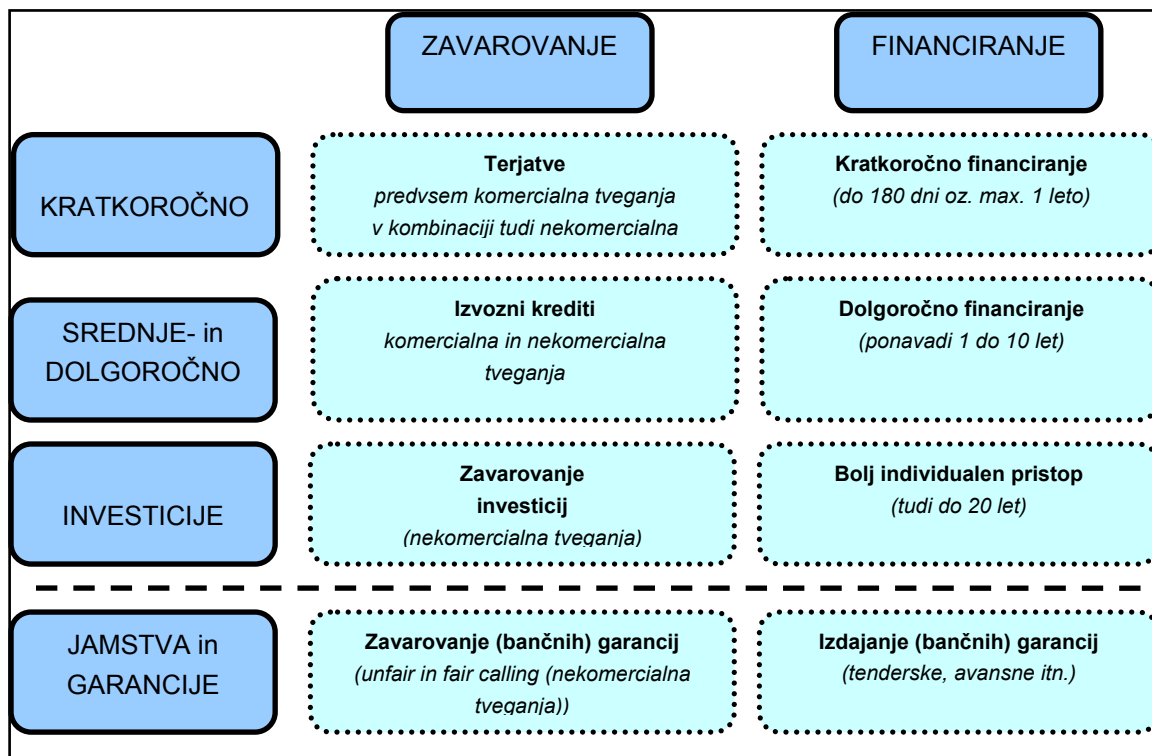 ZAVAROVANJE
FINANCIRANJE
KRATKOROČNO
Terjatve
predvsem komercialna tveganja
v kombinaciji tudi nekomercialna
Kratkoročno financiranje
(do 180 dni oz. max. 1 leto)
SREDNJE- in
DOLGOROČNO
Izvozni krediti
komercialna in nekomercialna
tveganja
Dolgoročno financiranje
(ponavadi 1 do 10 let)
INVESTICIJE
Zavarovanje
investicij
(nekomercialna tveganja)
Bolj individualen pristop
(tudi do 20 let)
JAMSTVA in
GARANCIJE
Zavarovanje (bančnih) garancij
(unfair in fair calling (nekomercialna
tveganja))
Izdajanje (bančnih) garancij
(tenderske, avansne itn.)